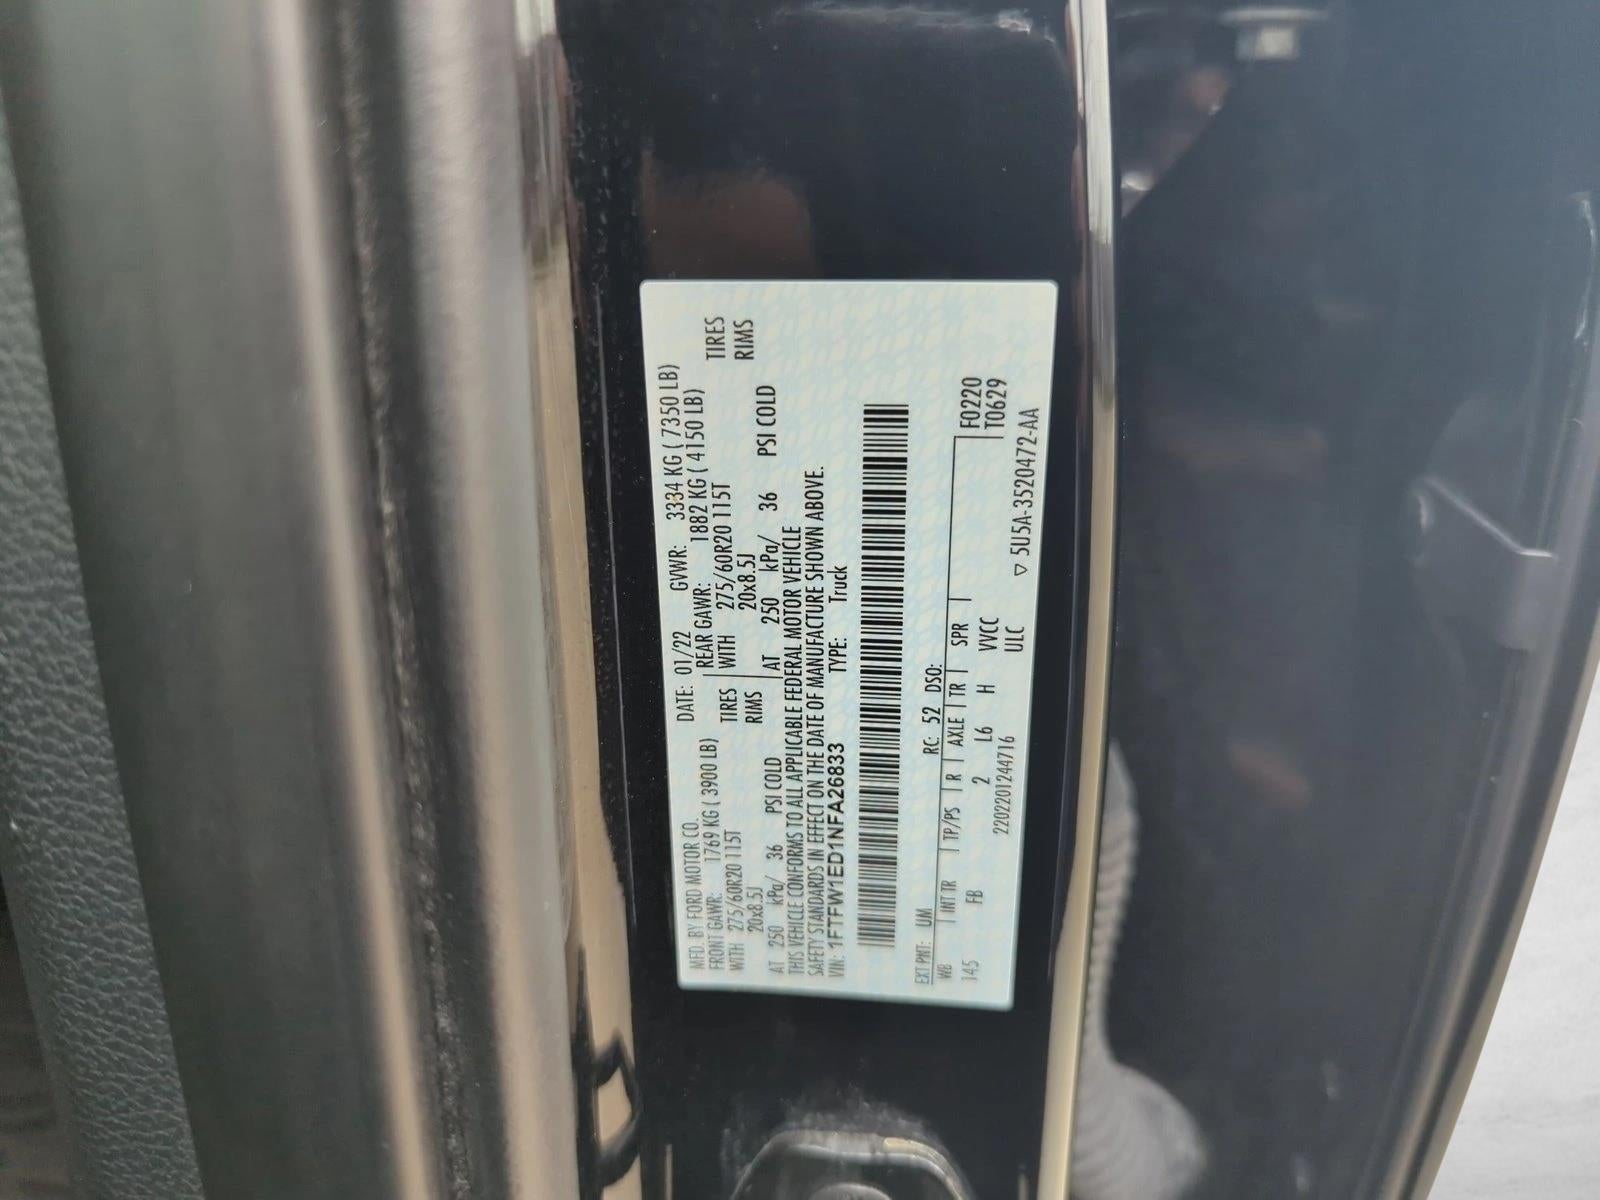 MFD. BY FORD MOTOR CO.
DATE: 01/22 GVWR: 3334 KG ( 7350 LB)
FRONT GAWR: 1769 KG ( 3900 LB)
REAR GAWR: 1882 KG ( 4150 LB)
WITH 275/60R20 115T TIRES
WITH 275/60R20 115T TIRES
20x8.5J RIMS
20x8.5J RIMS
AT 250 kPa/ 36 PSI COLD
AT 250 kPa/ 36 PSI COLD
THIS VEHICLE CONFORMS TO ALL APPLICABLE FEDERAL MOTOR VEHICLE
SAFETY STANDARDS IN EFFECT ON THE DATE OF MANUFACTURE SHOWN ABOVE.
VIN: 1FTFW1ED1NFA26833 TYPE: Truck
EXT PNT: UM RC: 52 DSO:
WB INT TR TP/PS R AXLE TR SPR F0220
145 FB 2 L6 H VVCC T0629
2202201244716 ULC
▽ 5U5A-3520472-AA